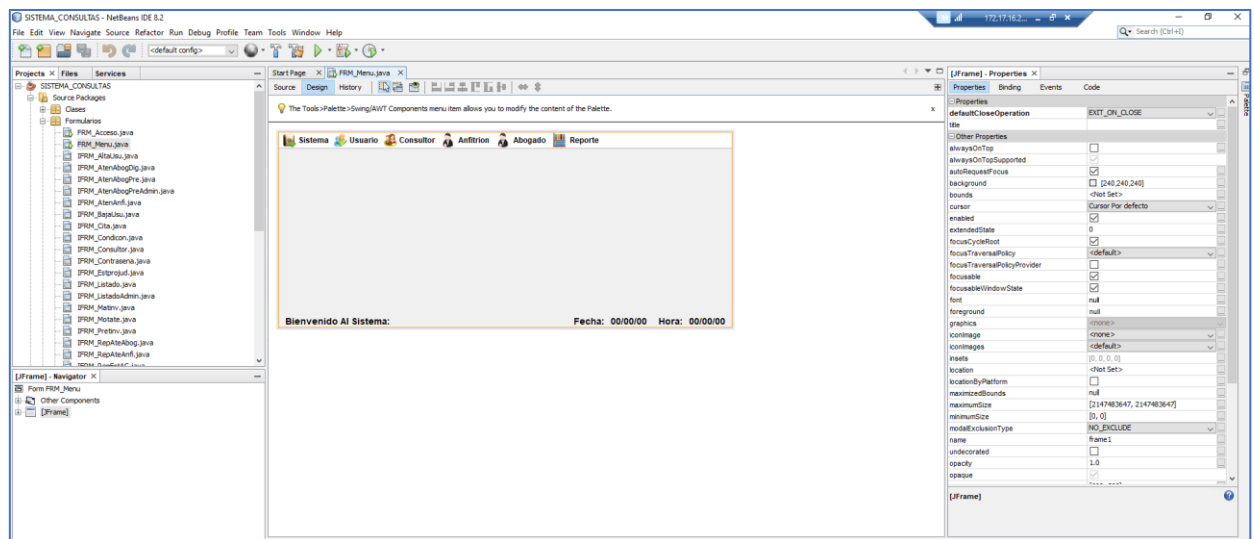 SISTEMA_CONSULTAS - NetBeans IDE 8.2
172.17.16.2...
File Edit View Navigate Source Refactor Run Debug Profile Team Tools Window Help
Search (Ctrl+I)
<default config>
Projects Files Services
SISTEMA_CONSULTAS
Source Packages
Clases
Formularios
FRM_Acceso.java
FRM_Menu.java
IFRM_AltaUsu.java
IFRM_AtenAbogDig.java
IFRM_AtenAbogPre.java
IFRM_AtenAbogPreAdmin.java
IFRM_AtenAnfi.java
IFRM_BajaUsu.java
IFRM_Cita.java
IFRM_Condicon.java
IFRM_Consultor.java
IFRM_Contrasena.java
IFRM_Estprojud.java
IFRM_Listado.java
IFRM_ListadoAdmin.java
IFRM_Matinv.java
IFRM_Motate.java
IFRM_Pretinv.java
IFRM_RepAteAbog.java
IFRM_RepAteAnfi.java
[JFrame] - Navigator
Form FRM_Menu
Other Components
[JFrame]
Start Page FRM_Menu.java
Source Design History
The Tools>Palette>Swing/AWT Components menu item allows you to modify the content of the Palette. x
Sistema Usuario Consultor Anfitrion Abogado Reporte
Bienvenido Al Sistema: Fecha: 00/00/00 Hora: 00/00/00
[JFrame] - Properties
Properties Binding Events Code
Properties
defaultCloseOperation EXIT_ON_CLOSE
title
Other Properties
alwaysOnTop
alwaysOnTopSupported
autoRequestFocus
background [240,240,240]
bounds <Not Set>
cursor Cursor Por defecto
enabled
extendedState 0
focusCycleRoot
focusTraversalPolicy <default>
focusTraversalPolicyProvider
focusable
focusableWindowState
font null
foreground null
graphics <none>
iconImage <none>
iconImages <default>
insets [0, 0, 0, 0]
location <Not Set>
locationByPlatform
maximizedBounds null
maximumSize [2147483647, 2147483647]
minimumSize [0, 0]
modalExclusionType NO_EXCLUDE
name frame1
undecorated
opacity 1.0
opaque
[JFrame]
Palette